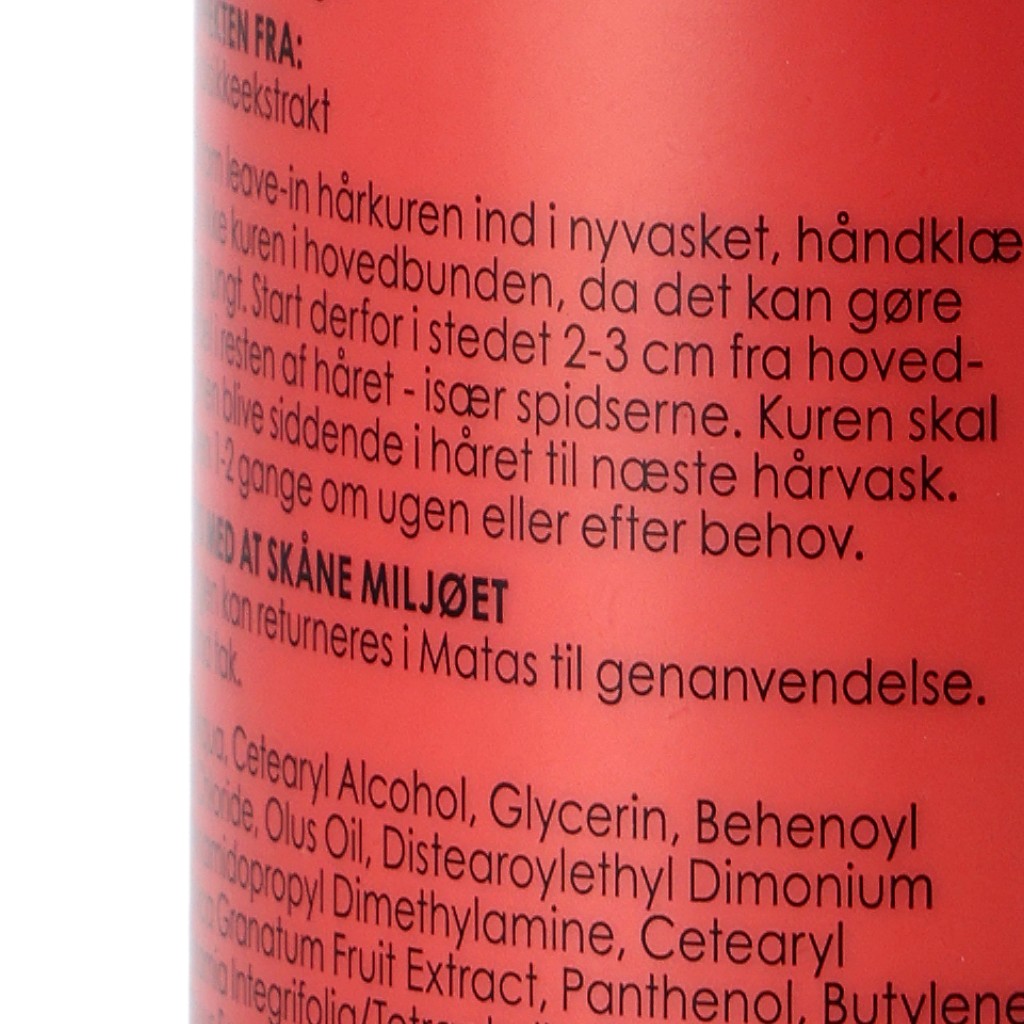 FRA:
leave-in hårkuren ind i nyvasket, håndklæ
kuren i hovedbunden, da det kan gøre
Start derfor i stedet 2-3 cm fra hoved-
i resten af håret - især spidserne. Kuren skal
blive siddende i håret til næste hårvask.
1-2 gange om ugen eller efter behov.
MED AT SKÅNE MILJØET
kan returneres i Matas til genanvendelse.
tak.
Cetearyl Alcohol, Glycerin, Behenoyl
Olus Oil, Distearoylethyl Dimonium
Dimethylamine, Cetearyl
Granatum Fruit Extract, Panthenol, Butylene
Integrifolia/